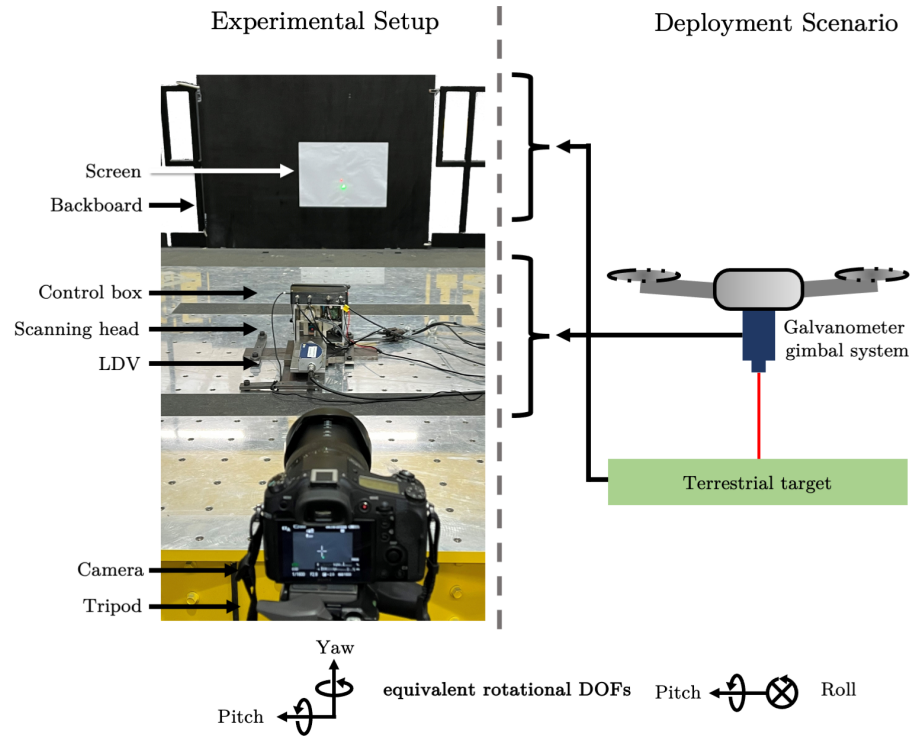 Experimental Setup
Deployment Scenario
Screen
Backboard
Control box
Scanning head
LDV
Galvanometer
gimbal system
Terrestrial target
Camera
Tripod
Yaw
Pitch
equivalent rotational DOFs
Pitch
Roll